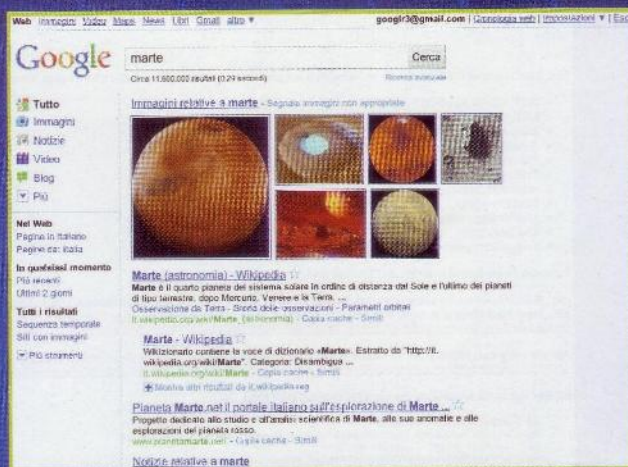 Web Immagini Video Maps News Libri Gmail altro ▼
googlr3@gmail.com | Cronologia web | Impostazioni ▼ | Esc
Google
marte
Cerca
Circa 11.600.000 risultati (0,29 secondi)
Ricerca avanzata
Tutto
Immagini
Notizie
Video
Blog
Più
Nel Web
Pagine in Italiano
Pagine da: Italia
In qualsiasi momento
Più recenti
Ultimi 2 giorni
Tutti i risultati
Sequenza temporale
Siti con immagini
Più strumenti
Immagini relative a marte - Segnala immagini non appropriate
Marte (astronomia) - Wikipedia
Marte è il quarto pianeta del sistema solare in ordine di distanza dal Sole e l'ultimo dei pianeti
di tipo terrestre, dopo Mercurio, Venere e la Terra. ...
Osservazione da Terra - Storia delle osservazioni - Parametri orbitali
it.wikipedia.org/wiki/Marte_(astronomia) - Copia cache - Simili
Marte - Wikipedia
Wikizionario contiene la voce di dizionario «Marte». Estratto da "http://it.
wikipedia.org/wiki/Marte". Categoria: Disambigua ...
it.wikipedia.org/wiki/Marte - Copia cache - Simili
Mostra altri risultati da it.wikipedia.org
Pianeta Marte.net il portale italiano sull'esplorazione di Marte ...
Progetto dedicato allo studio e all'analisi scientifica di Marte, alle sue anomalie e alle
esplorazioni del pianeta rosso.
www.pianetamarte.net/ - Copia cache - Simili
Notizie relative a marte